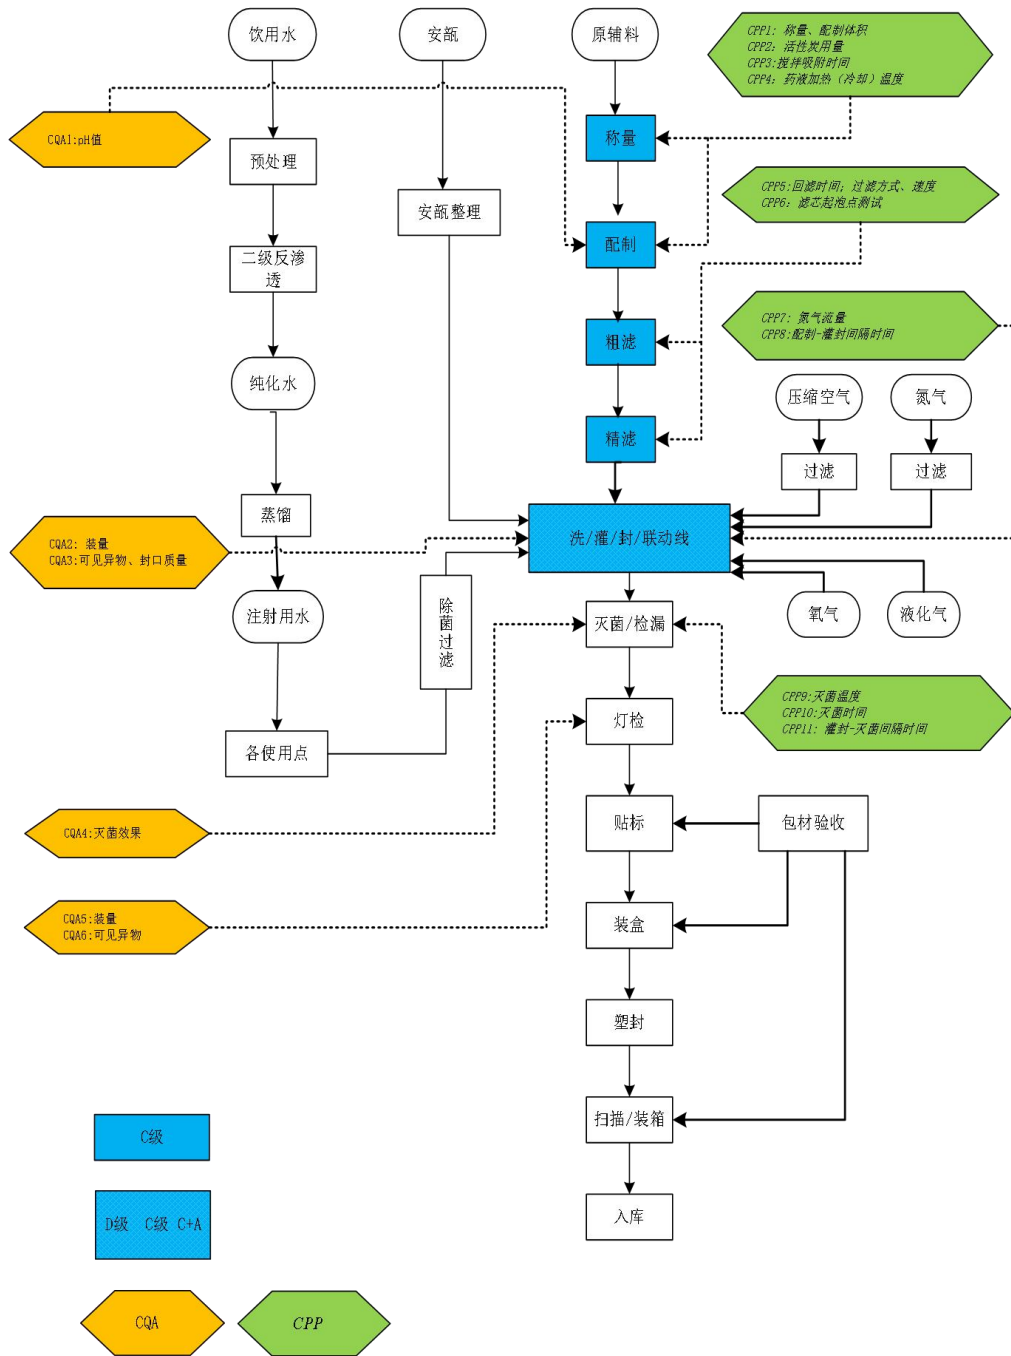 饮用水
安瓿
原辅料
CPP1: 称量、配制体积
CPP2: 活性炭用量
CPP3:搅拌吸附时间
CPP4: 药液加热（冷却）温度
CQA1:pH值
预处理
称量
安瓿整理
CPP5:回滤时间; 过滤方式、速度
CPP6: 滤芯起泡点测试
配制
二级反渗
透
CPP7: 氮气流量
CPP8:配制-灌封间隔时间
粗滤
纯化水
压缩空气
氮气
精滤
过滤
过滤
蒸馏
CQA2: 装量
CQA3:可见异物、封口质量
洗/灌/封/联动线
注射用水
除菌过滤
灭菌/检漏
氧气
液化气
CPP9:灭菌温度
CPP10:灭菌时间
CPP11: 灌封-灭菌间隔时间
灯检
各使用点
CQA4:灭菌效果
贴标
包材验收
CQA5:装量
CQA6:可见异物
装盒
塑封
扫描/装箱
C级
入库
D级 C级 C+A
CQA
CPP